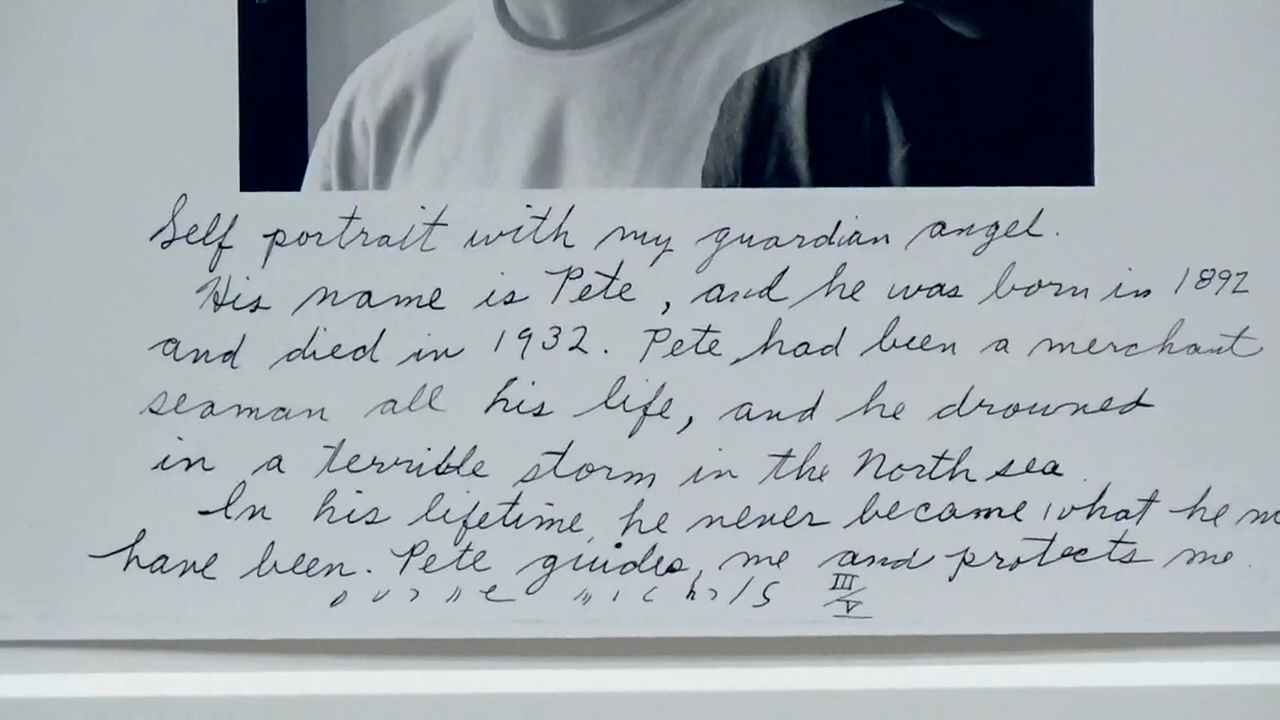 Self portrait with my guardian angel.
His name is Pete, and he was born in 1892
and died in 1932. Pete had been a merchant
seaman all his life, and he drowned
in a terrible storm in the North sea.
In his lifetime, he never became what he
have been. Pete guides, me and protects me.
III/V